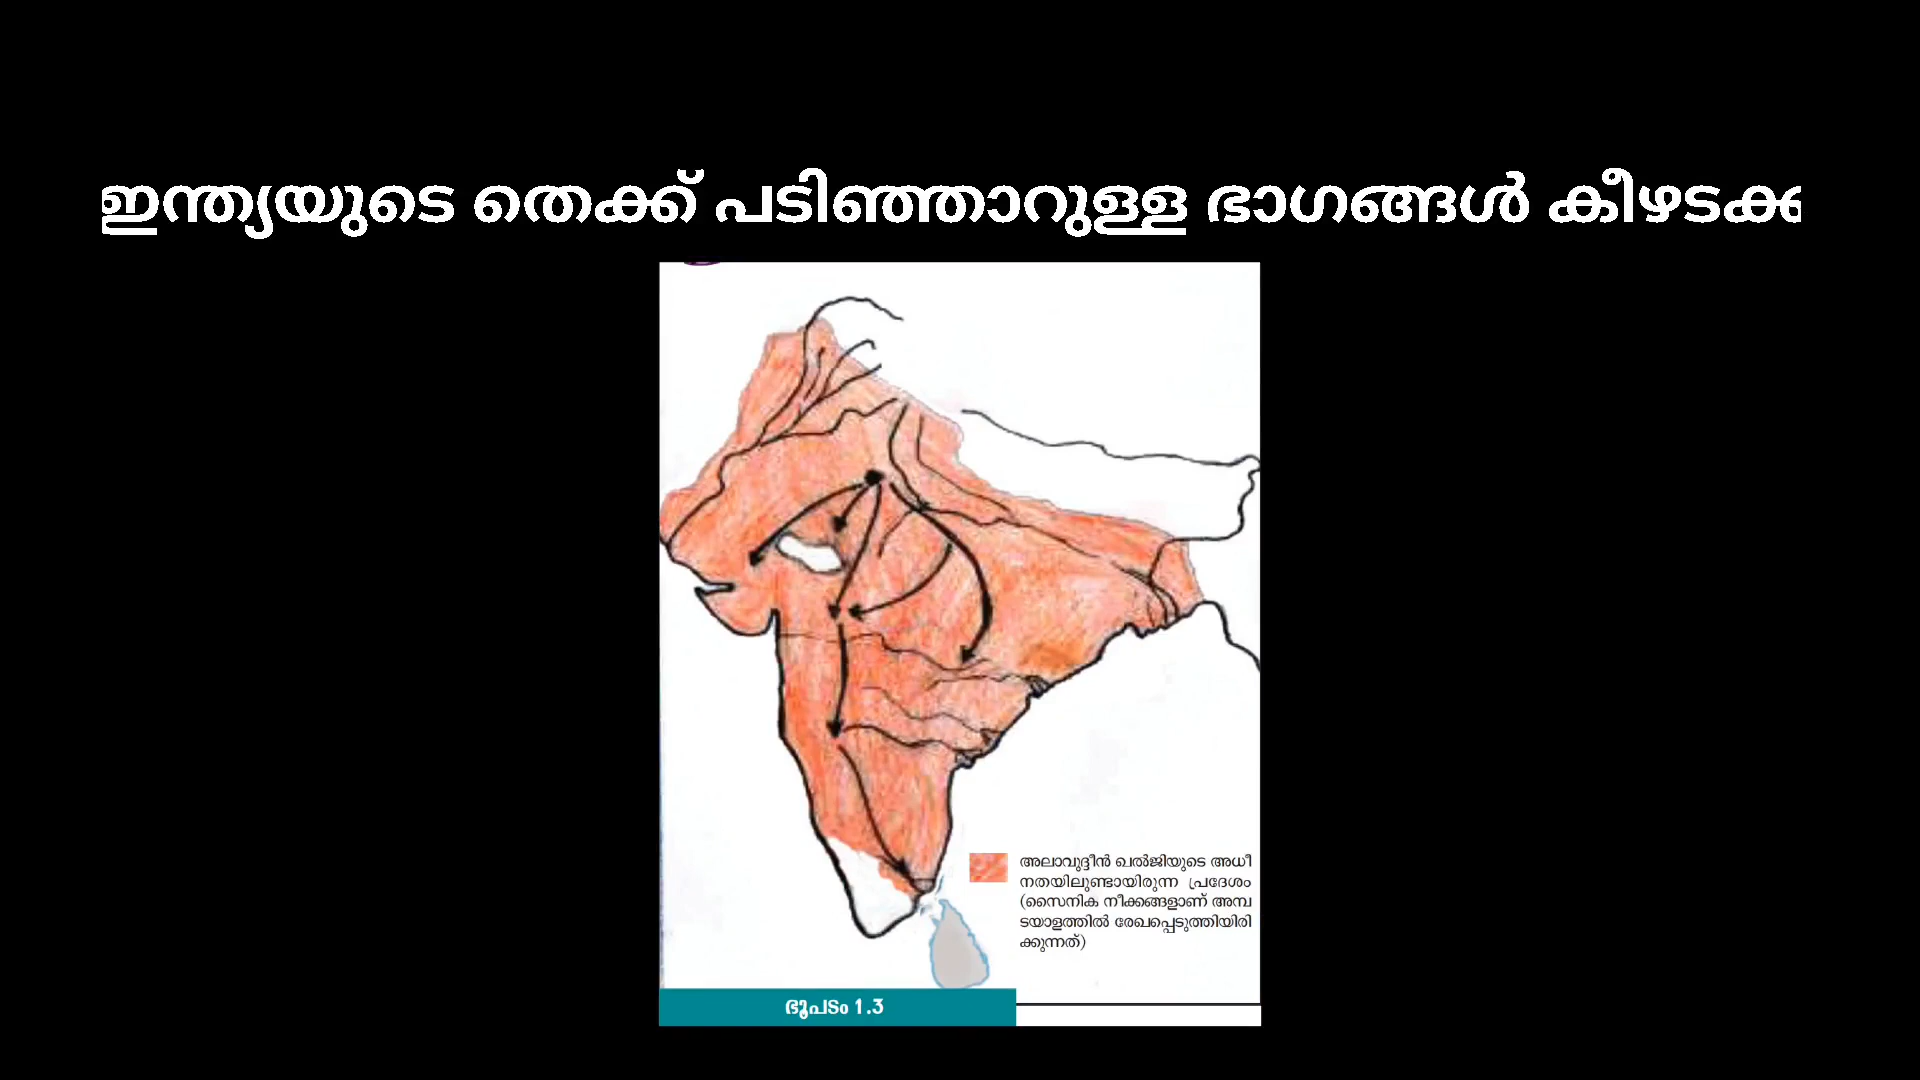 ഇന്ത്യയുടെ തെക്ക് പടിഞ്ഞാറുള്ള ഭാഗങ്ങൾ കീഴടക്ക
അലാവുദ്ദീൻ ഖൽജിയുടെ അധീ
നതയിലുണ്ടായിരുന്ന പ്രദേശം
(സൈനിക നീക്കങ്ങളാണ് അമ്പ
ടയാളത്തിൽ രേഖപ്പെടുത്തിയിരി
ക്കുന്നത്)
ഭൂപടം 1.3